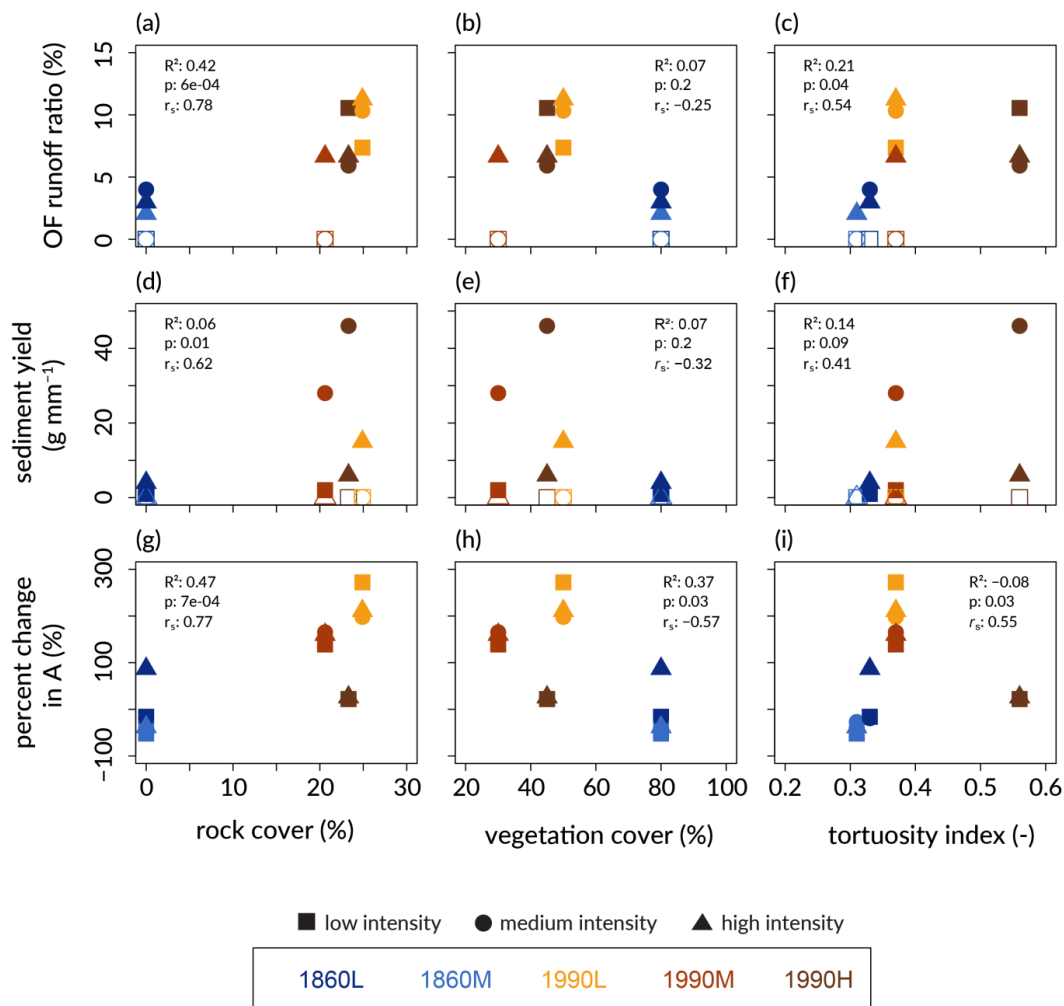 (a) (b) (c)
OF runoff ratio (%)
0 5 10 15
R²: 0.42
p: 6e-04
rₛ: 0.78
R²: 0.07
p: 0.2
rₛ: −0.25
R²: 0.21
p: 0.04
rₛ: 0.54
(d) (e) (f)
sediment yield
(g mm⁻¹)
0 20 40
R²: 0.06
p: 0.01
rₛ: 0.62
R²: 0.07
p: 0.2
rₛ: −0.32
R²: 0.14
p: 0.09
rₛ: 0.41
(g) (h) (i)
percent change
in A (%)
−100 100 300
R²: 0.47
p: 7e-04
rₛ: 0.77
R²: 0.37
p: 0.03
rₛ: −0.57
R²: −0.08
p: 0.03
rₛ: 0.55
0 10 20 30
20 40 60 80 100
0.2 0.3 0.4 0.5 0.6
rock cover (%)
vegetation cover (%)
tortuosity index (-)
low intensity medium intensity high intensity
1860L 1860M 1990L 1990M 1990H